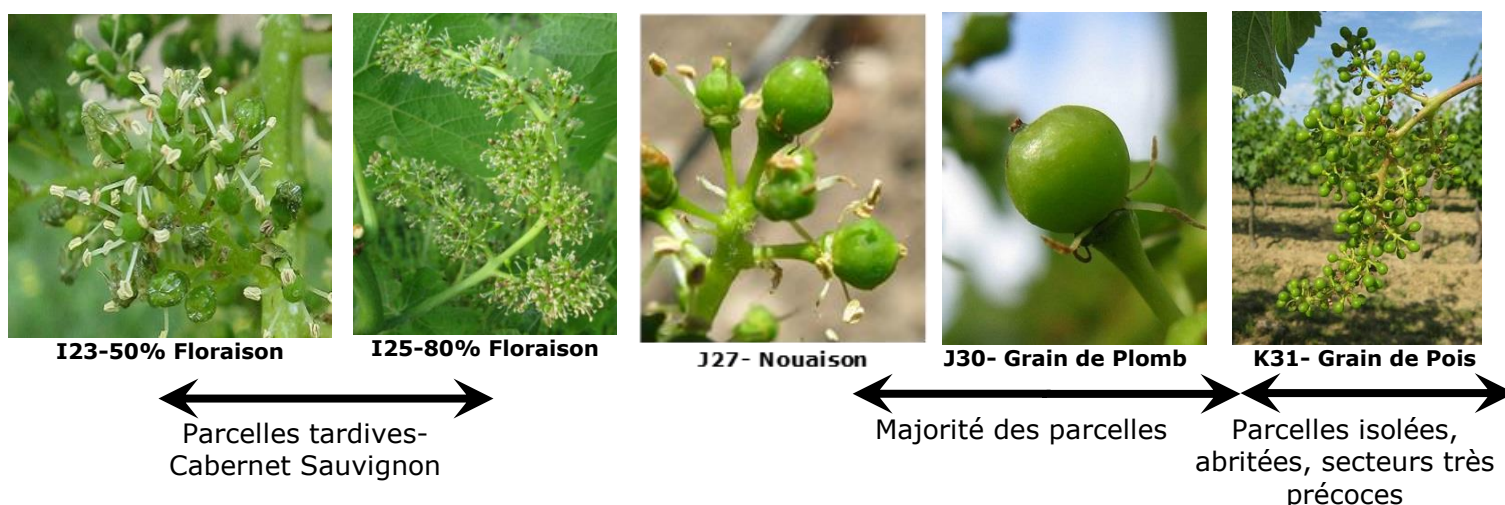 I23-50% Floraison
I25-80% Floraison
J27- Nouaison
J30- Grain de Plomb
K31- Grain de Pois
Parcelles tardives-
Cabernet Sauvignon
Majorité des parcelles
Parcelles isolées,
abritées, secteurs très
précoces